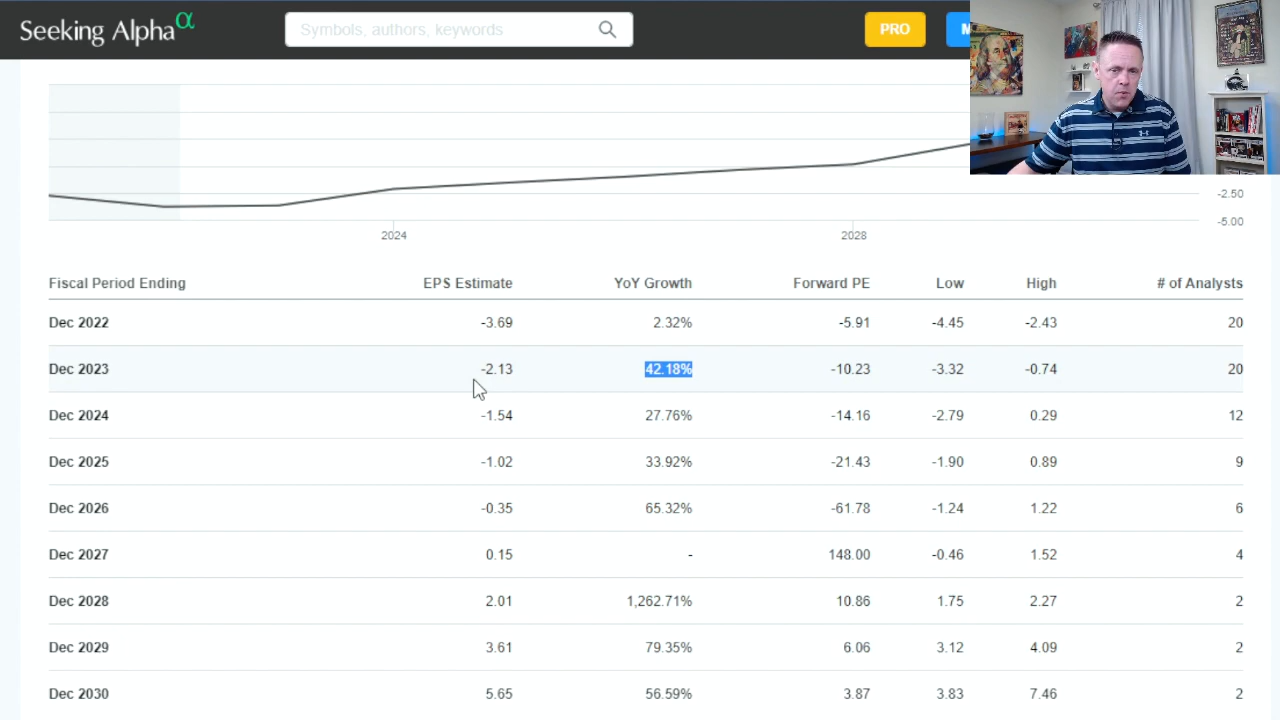 Seeking Alpha α
Symbols, authors, keywords
PRO
M
-2.50
-5.00
2024 2028
Fiscal Period Ending EPS Estimate YoY Growth Forward PE Low High # of Analysts
Dec 2022 -3.69 2.32% -5.91 -4.45 -2.43 20
Dec 2023 -2.13 42.18% -10.23 -3.32 -0.74 20
Dec 2024 -1.54 27.76% -14.16 -2.79 0.29 12
Dec 2025 -1.02 33.92% -21.43 -1.90 0.89 9
Dec 2026 -0.35 65.32% -61.78 -1.24 1.22 6
Dec 2027 0.15 - 148.00 -0.46 1.52 4
Dec 2028 2.01 1,262.71% 10.86 1.75 2.27 2
Dec 2029 3.61 79.35% 6.06 3.12 4.09 2
Dec 2030 5.65 56.59% 3.87 3.83 7.46 2